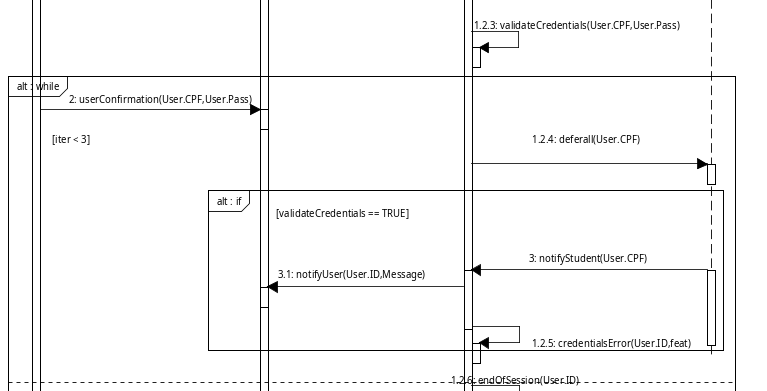 1.2.3: validateCredentials(User.CPF,User.Pass)
alt : while
2: userConfirmation(User.CPF,User.Pass)
[iter < 3]
1.2.4: deferall(User.CPF)
alt : if
[validateCredentials == TRUE]
3: notifyStudent(User.CPF)
3.1: notifyUser(User.ID,Message)
1.2.5: credentialsError(User.ID,feat)
1.2.6: endOfSession(User.ID)